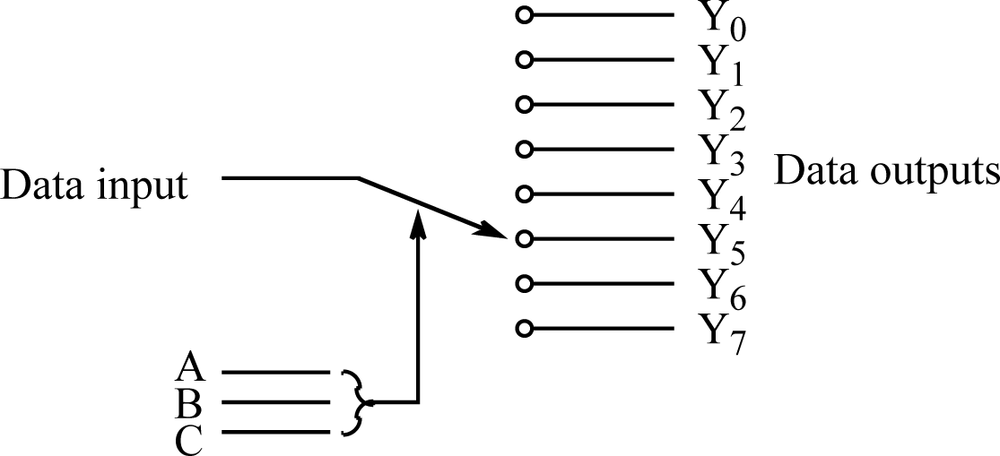 Y0
Y1
Y2
Y3
Data input
Data outputs
Y4
Y5
Y6
Y7
A
B
C